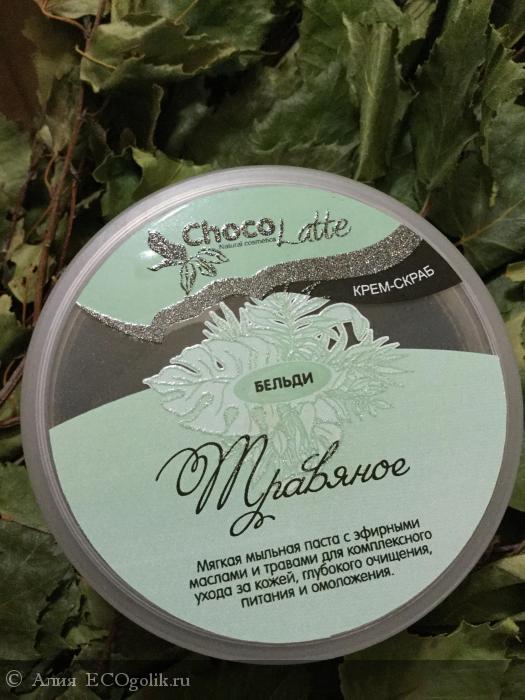 Choco Latte
Natural cosmetics
КРЕМ-СКРАБ
БЕЛЬДИ
Травяное
Мягкая мыльная паста с эфирными
маслами и травами для комплексного
ухода за кожей, глубокого очищения,
питания и омоложения.
© Алия ECOgolik.ru